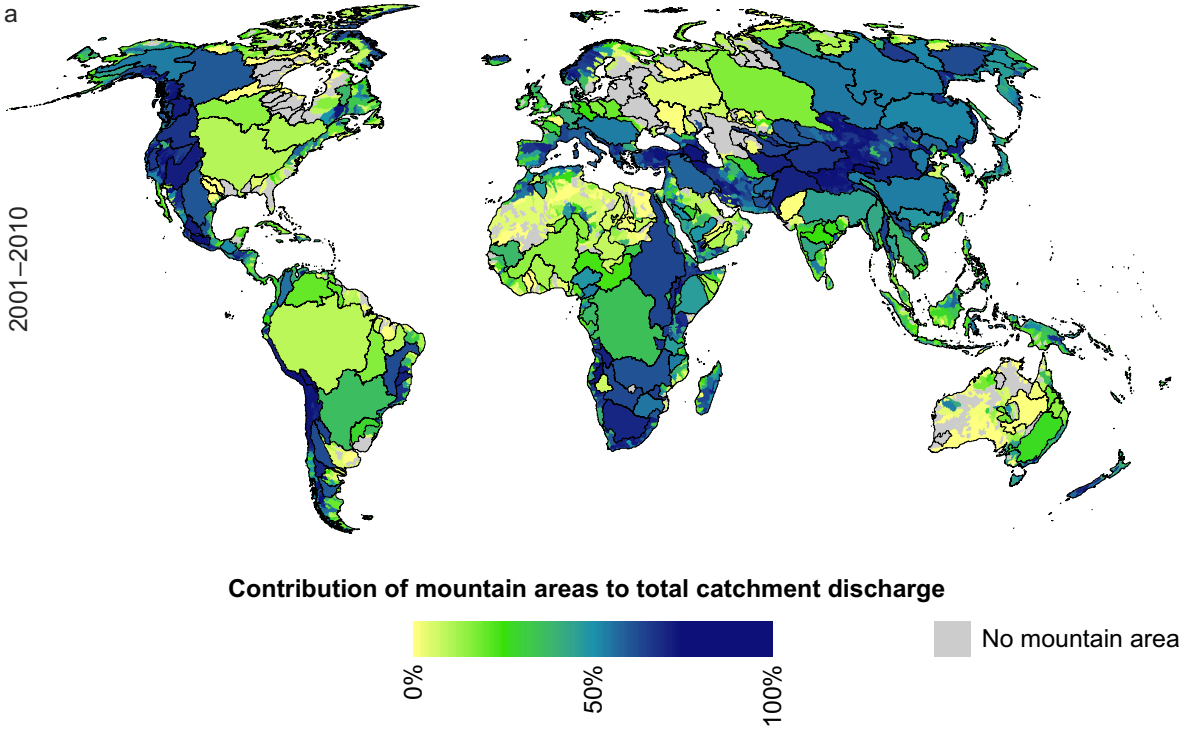 a
2001–2010
Contribution of mountain areas to total catchment discharge
0%
50%
100%
No mountain area